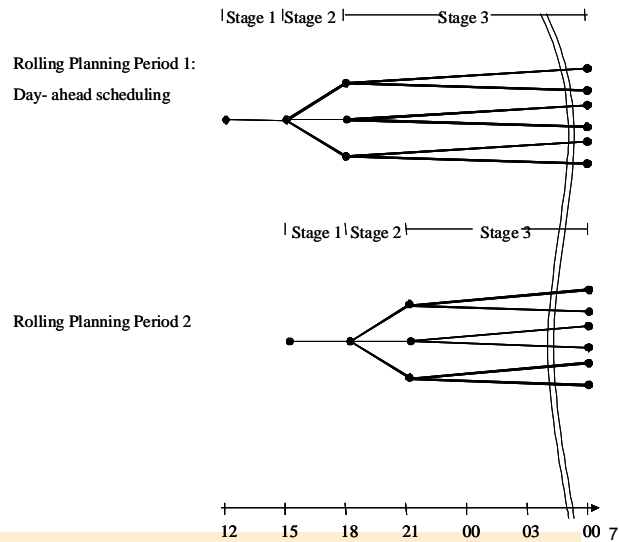 Stage 1 Stage 2 Stage 3
Rolling Planning Period 1:
Day- ahead scheduling
Stage 1 Stage 2 Stage 3
Rolling Planning Period 2
12 15 18 21 00 03 00 7